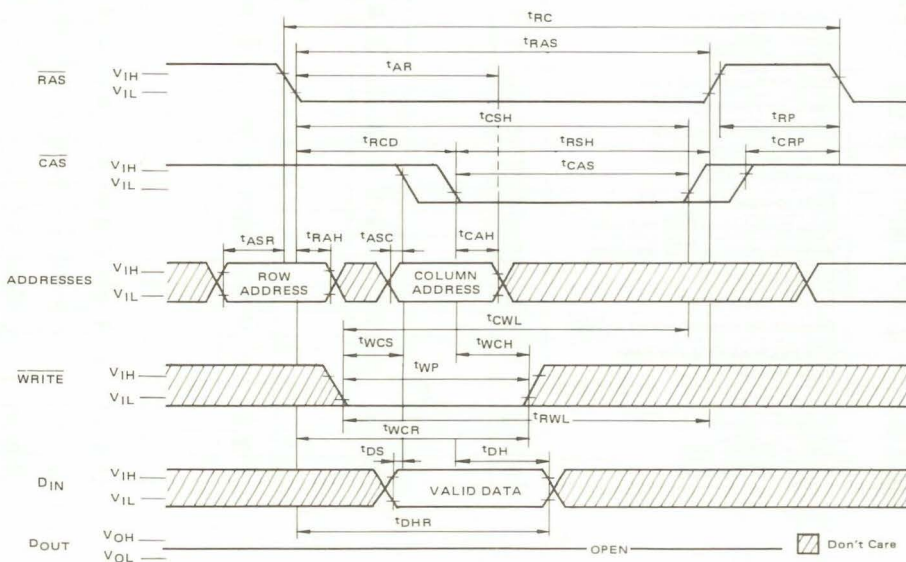 tRC
tRAS
tAR
RAS
VIH
VIL
tCSH
tRP
tRCD
tRSH
tCRP
CAS
VIH
VIL
tCAS
tASR
tRAH
tASC
tCAH
ADDRESSES
VIH
VIL
ROW
ADDRESS
COLUMN
ADDRESS
tCWL
tWCS
tWCH
WRITE
VIH
VIL
tWP
tRWL
tWCR
tDS
tDH
DIN
VIH
VIL
VALID DATA
tDHR
DOUT
VOH
VOL
OPEN
Don't Care